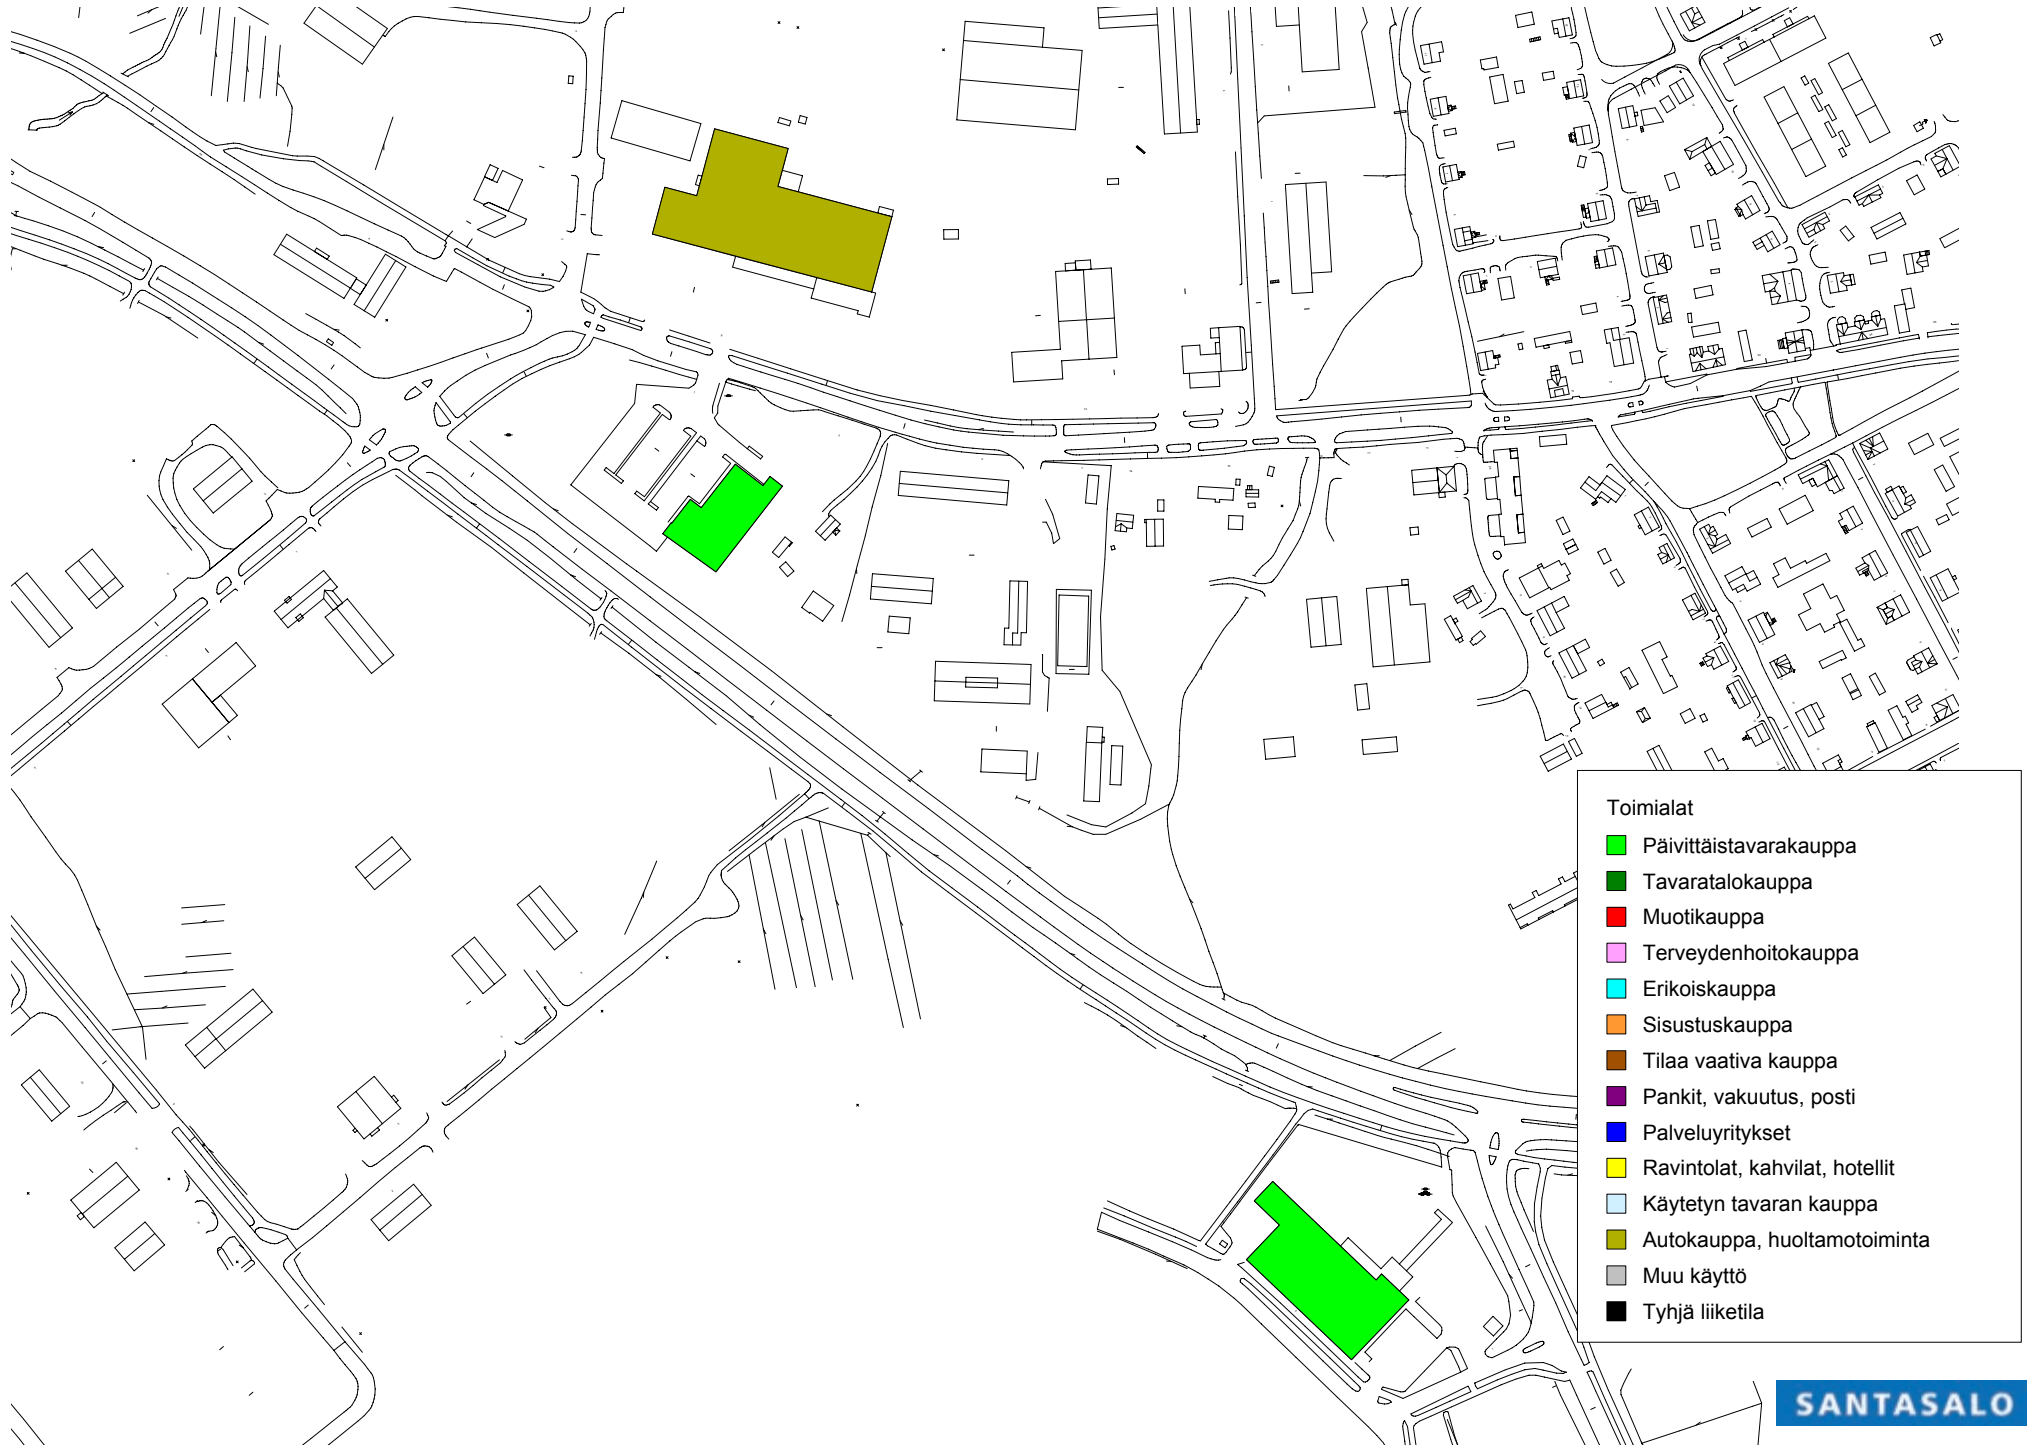 Toimialat
Päivittäistavarakauppa
Tavaratalokauppa
Muotikauppa
Terveydenhoitokauppa
Erikoiskauppa
Sisustuskauppa
Tilaa vaativa kauppa
Pankit, vakuutus, posti
Palveluyritykset
Ravintolat, kahvilat, hotellit
Käytetyn tavaran kauppa
Autokauppa, huoltamotoiminta
Muu käyttö
Tyhjä liiketila
SANTASALO